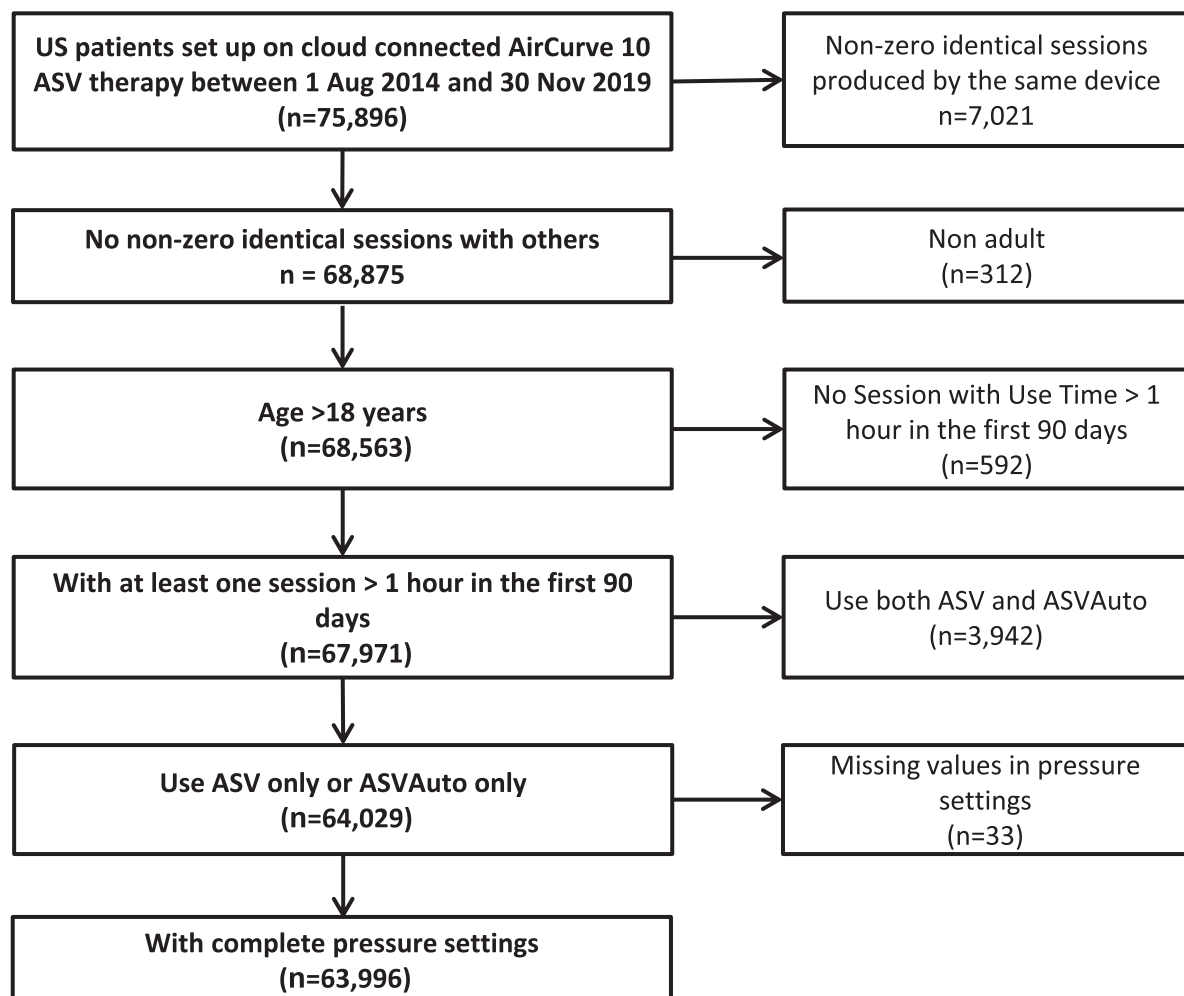 US patients set up on cloud connected AirCurve 10
ASV therapy between 1 Aug 2014 and 30 Nov 2019
(n=75,896)
Non-zero identical sessions
produced by the same device
n=7,021
No non-zero identical sessions with others
n = 68,875
Non adult
(n=312)
Age >18 years
(n=68,563)
No Session with Use Time > 1
hour in the first 90 days
(n=592)
With at least one session > 1 hour in the first 90
days
(n=67,971)
Use both ASV and ASVAuto
(n=3,942)
Use ASV only or ASVAuto only
(n=64,029)
Missing values in pressure
settings
(n=33)
With complete pressure settings
(n=63,996)